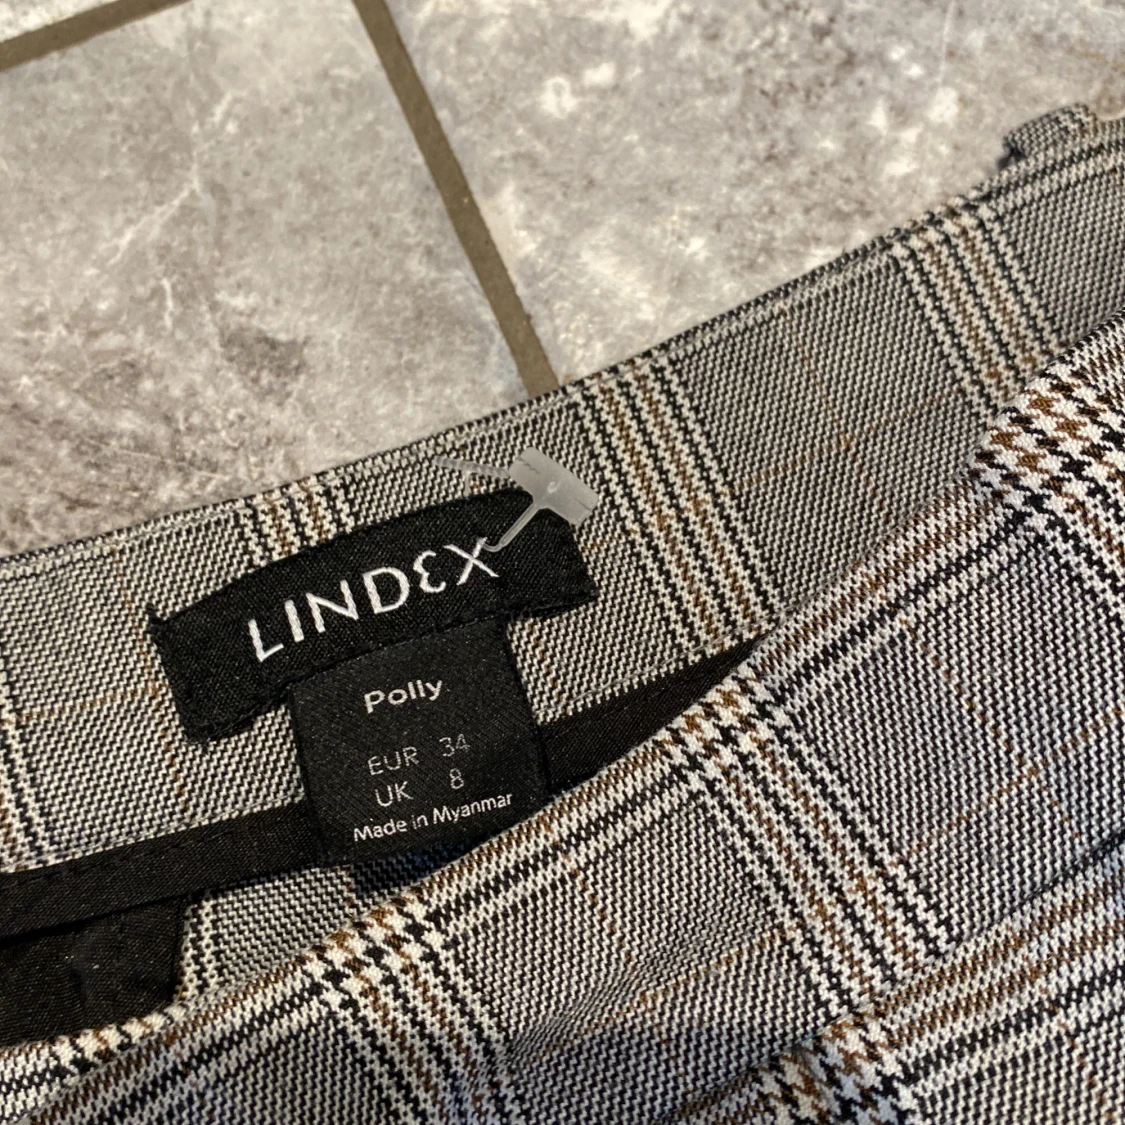 LINDEX
Polly
EUR 34
UK 8
Made in Myanmar